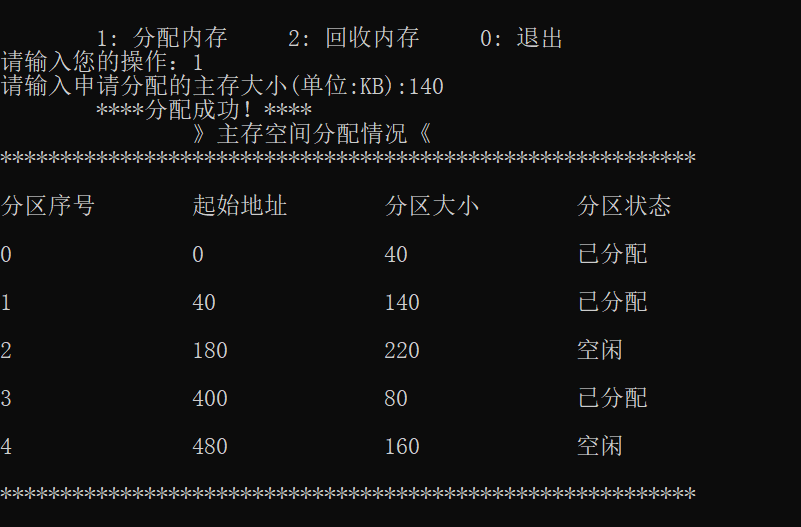 1: 分配内存 2: 回收内存 0: 退出
请输入您的操作: 1
请输入申请分配的主存大小(单位:KB):140
****分配成功! ****
》主存空间分配情况《
**********************************************************
分区序号 起始地址 分区大小 分区状态
0 0 40 已分配
1 40 140 已分配
2 180 220 空闲
3 400 80 已分配
4 480 160 空闲
**********************************************************